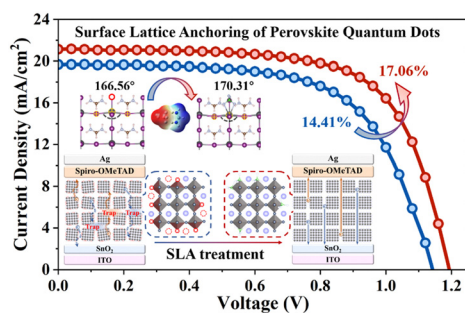 Surface Lattice Anchoring of Perovskite Quantum Dots
Current Density (mA/cm²)
24
20
16
12
8
4
0
166.56°
170.31°
17.06%
14.41%
Ag
Spiro-OMeTAD
Trap
Trap
Trap
SnO₂
ITO
SLA treatment
Ag
Spiro-OMeTAD
SnO₂
ITO
0.0 0.2 0.4 0.6 0.8 1.0 1.2
Voltage (V)